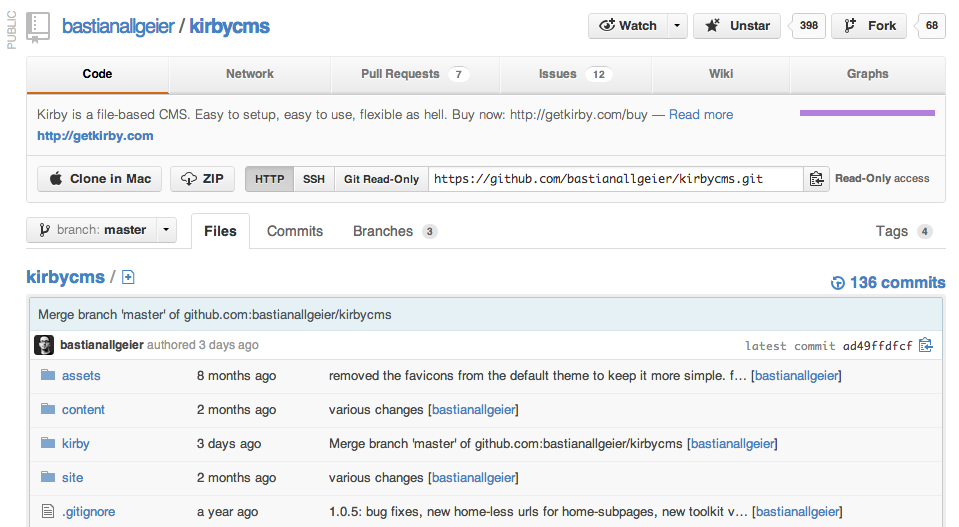 PUBLIC
bastianallgeier / kirbycms
Watch Unstar 398 Fork 68
Code Network Pull Requests 7 Issues 12 Wiki Graphs
Kirby is a file-based CMS. Easy to setup, easy to use, flexible as hell. Buy now: http://getkirby.com/buy — Read more
http://getkirby.com
Clone in Mac ZIP HTTP SSH Git Read-Only https://github.com/bastianallgeier/kirbycms.git Read-Only access
branch: master Files Commits Branches 3 Tags 4
kirbycms / 136 commits
Merge branch 'master' of github.com:bastianallgeier/kirbycms
bastianallgeier authored 3 days ago latest commit ad49ffdfcf
assets 8 months ago removed the favicons from the default theme to keep it more simple. f… [bastianallgeier]
content 2 months ago various changes [bastianallgeier]
kirby 3 days ago Merge branch 'master' of github.com:bastianallgeier/kirbycms [bastianallgeier]
site 2 months ago various changes [bastianallgeier]
.gitignore a year ago 1.0.5: bug fixes, new home-less urls for home-subpages, new toolkit v… [bastianallgeier]